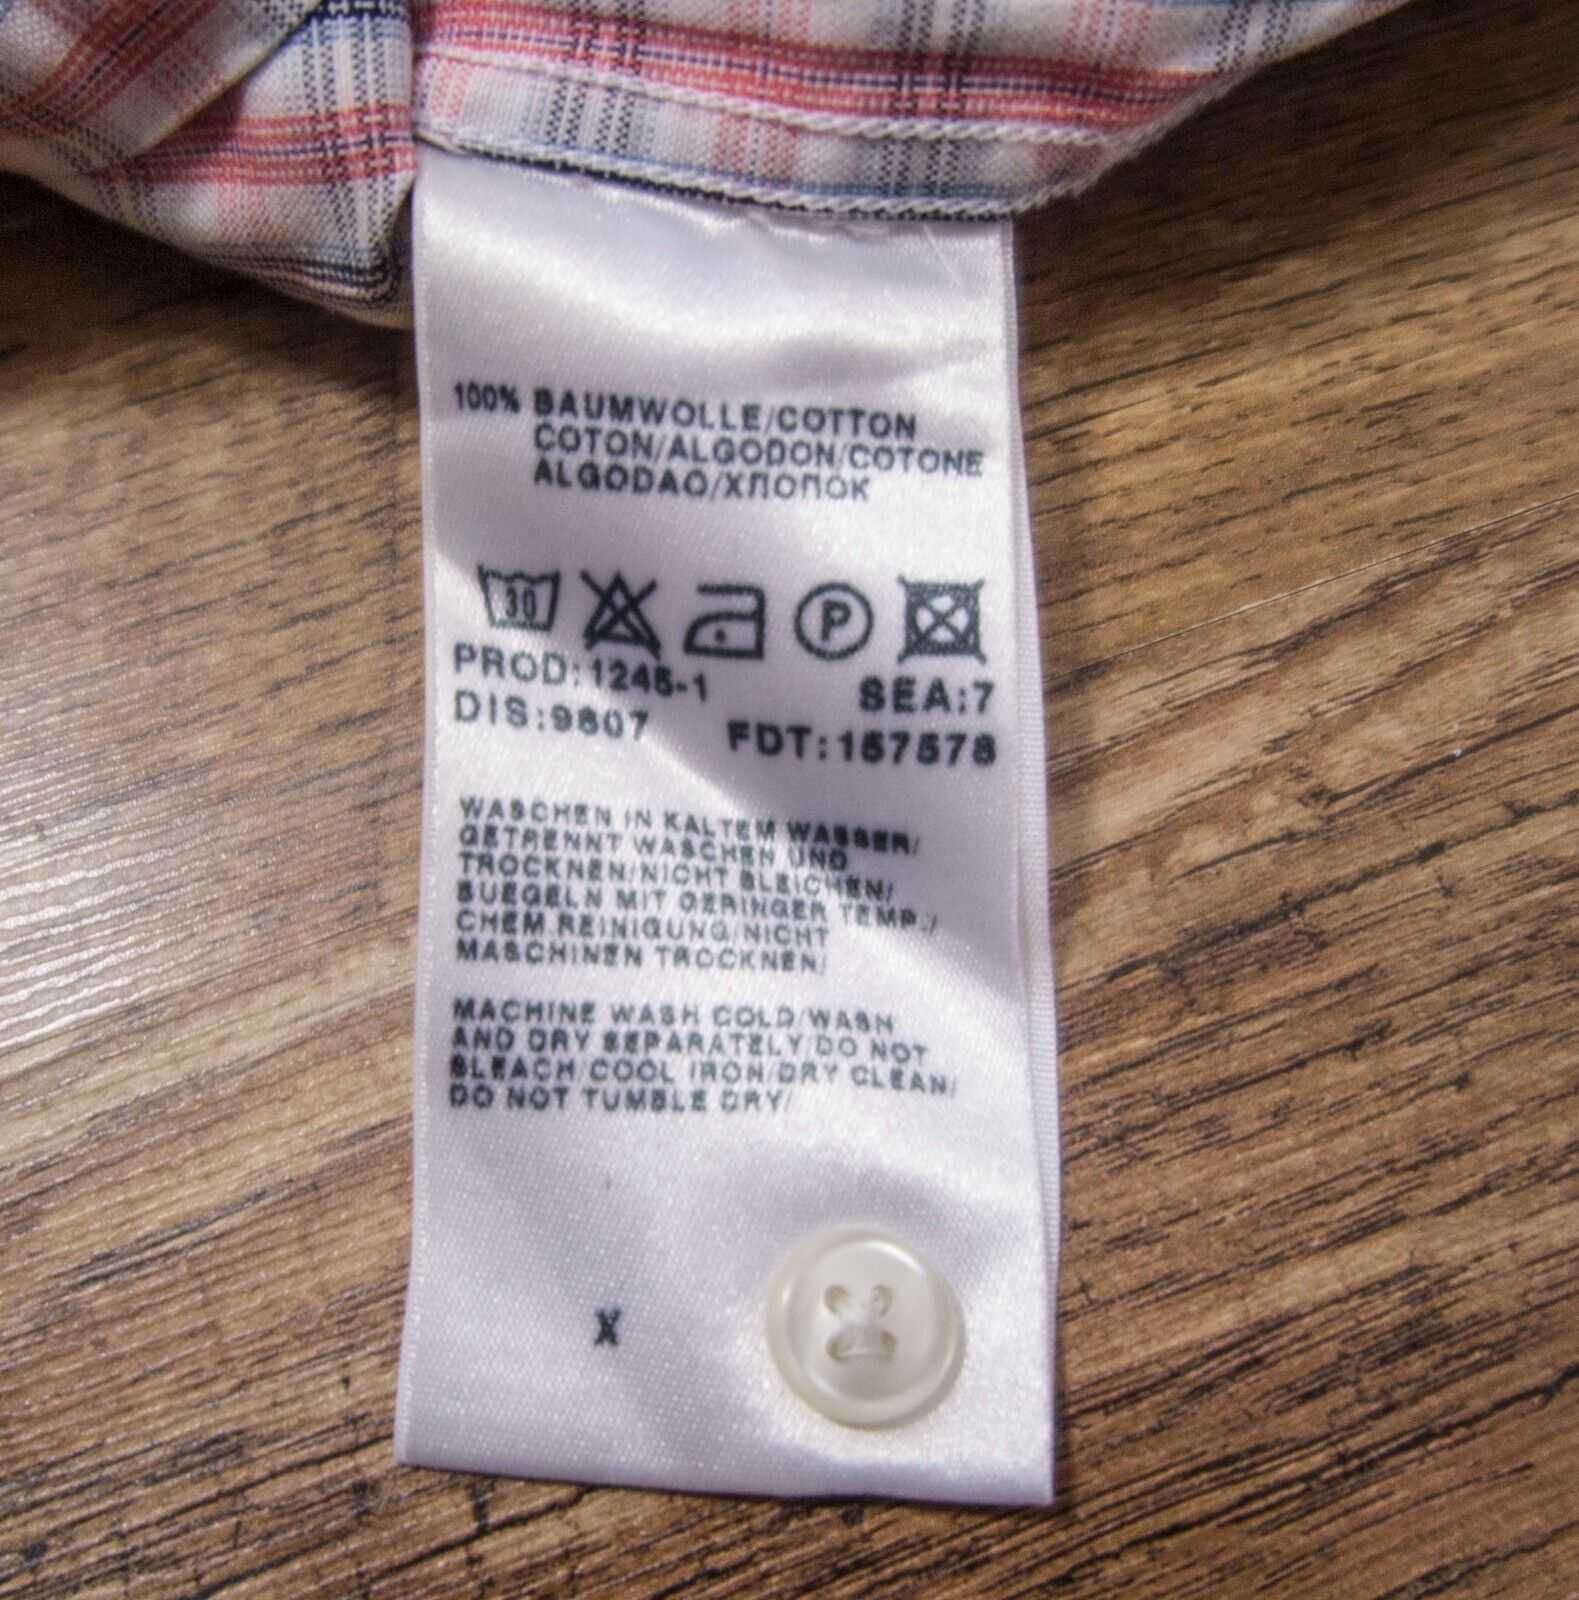 100% BAUMWOLLE/COTTON
COTON/ALGODON/COTONE
ALGODAO/ХЛОПОК
30 P
PROD:1245-1 SEA:7
DIS:9807 FDT:157578
WASCHEN IN KALTEM WASSER/
GETRENNT WASCHEN UND
TROCKNEN/NICHT BLEICHEN/
BUEGELN MIT GERINGER TEMP./
CHEM.REINIGUNG/NICHT
MASCHINEN TROCKNEN/
MACHINE WASH COLD/WASH
AND DRY SEPARATELY/DO NOT
BLEACH/COOL IRON/DRY CLEAN/
DO NOT TUMBLE DRY/
X